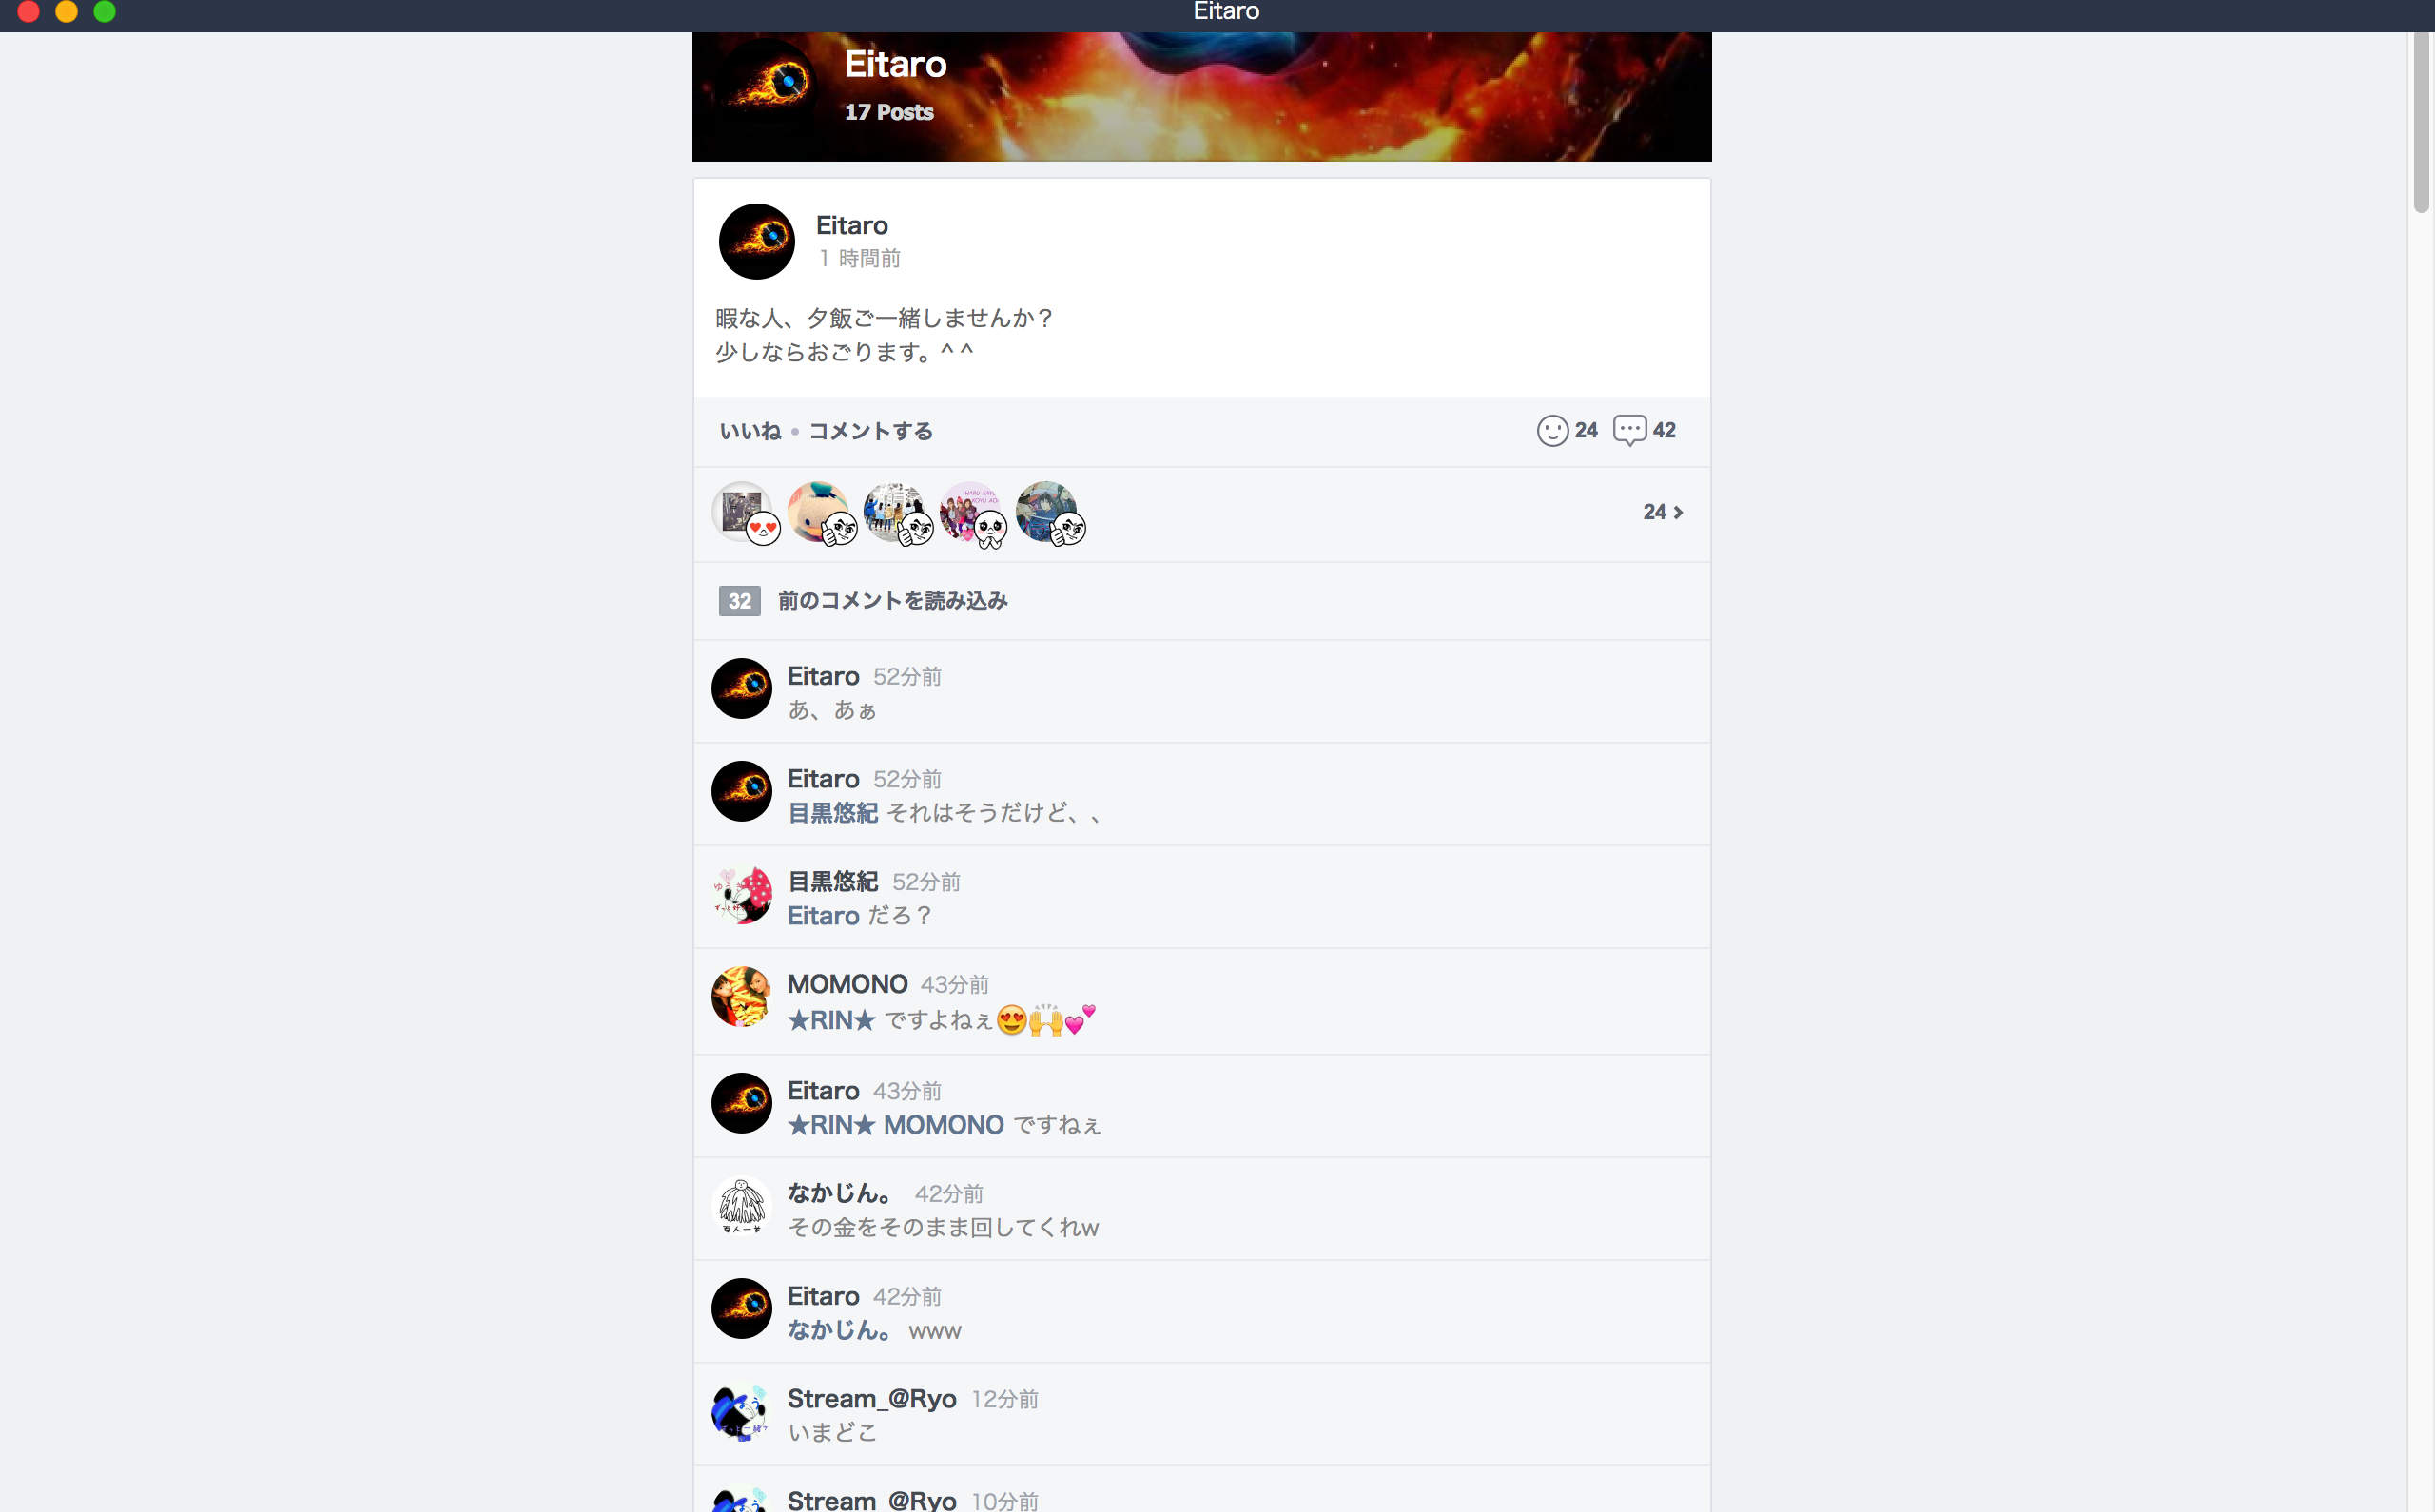 Eitaro
Eitaro
17 Posts
Eitaro
1 時間前
暇な人、夕飯ご一緒しませんか？
少しならおごります。^ ^
いいね • コメントする
24 42
24 >
32 前のコメントを読み込み
Eitaro 52分前
あ、あぁ
Eitaro 52分前
目黒悠紀 それはそうだけど、、
目黒悠紀 52分前
Eitaro だろ？
MOMONO 43分前
★RIN★ ですよねぇ😍🙌💕
Eitaro 43分前
★RIN★ MOMONO ですねぇ
なかじん。 42分前
その金をそのまま回してくれw
Eitaro 42分前
なかじん。 www
Stream_@Ryo 12分前
いまどこ
Stream_@Ryo 10分前